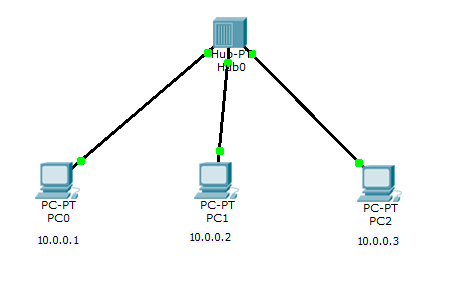 Hub-PT
Hub0
PC-PT
PC0
10.0.0.1
PC-PT
PC1
10.0.0.2
PC-PT
PC2
10.0.0.3